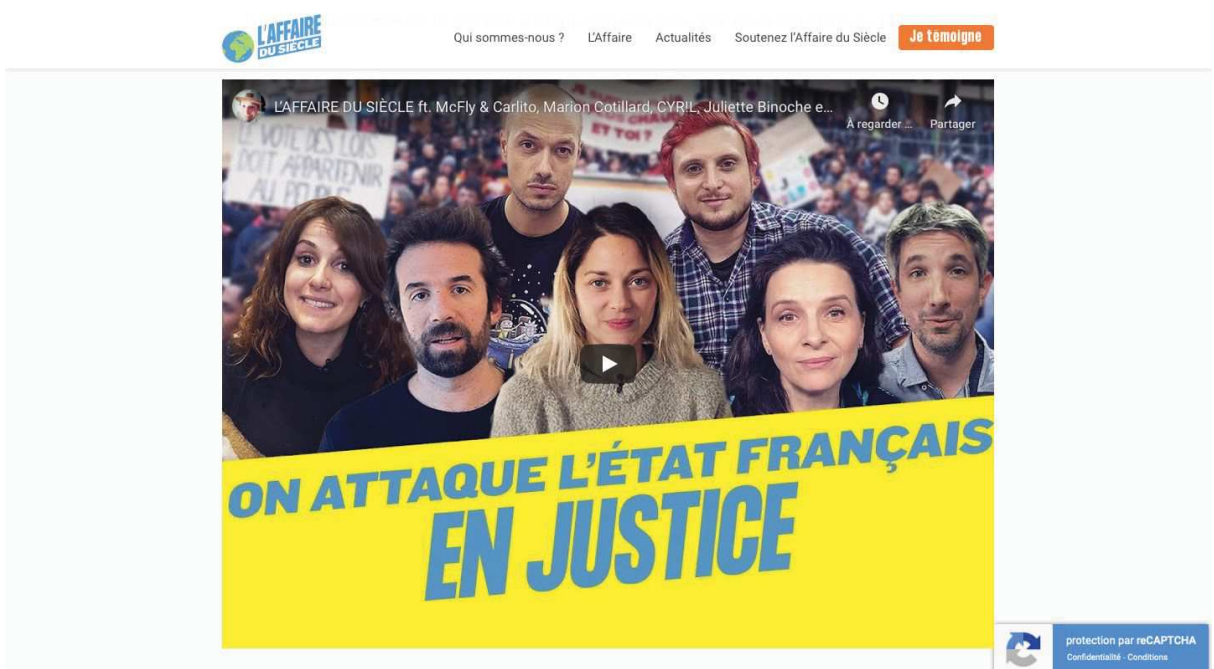 L'AFFAIRE
DU SIÈCLE
Qui sommes-nous ? L'Affaire Actualités Soutenez l'Affaire du Siècle Je témoigne
L'AFFAIRE DU SIÈCLE ft. McFly & Carlito, Marion Cotillard, CYR!L, Juliette Binoche e...
À regarder ... Partager
LE VOTE DES LOIS
DOIT APPARTENIR
AU PEUPLE
ET TOI ?
ON ATTAQUE L'ÉTAT FRANÇAIS
EN JUSTICE
protection par reCAPTCHA
Confidentialité - Conditions